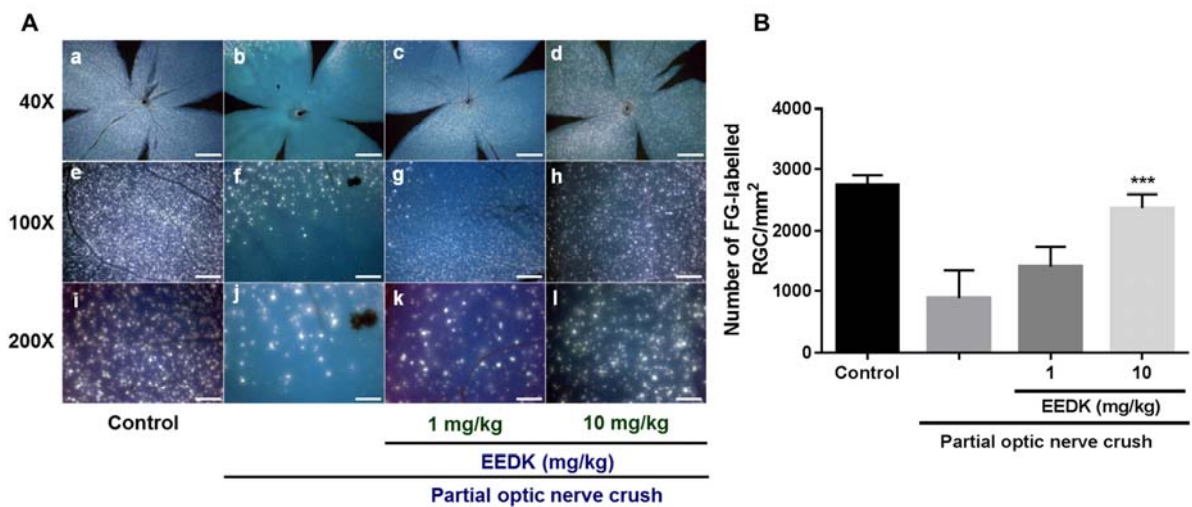 A
a b c d
40X
e f g h
100X
i j k l
200X
Control
1 mg/kg 10 mg/kg
EEDK (mg/kg)
Partial optic nerve crush
B
Number of FG-labelled
RGC/mm²
4000
3000
2000
1000
0
***
Control 1 10
EEDK (mg/kg)
Partial optic nerve crush